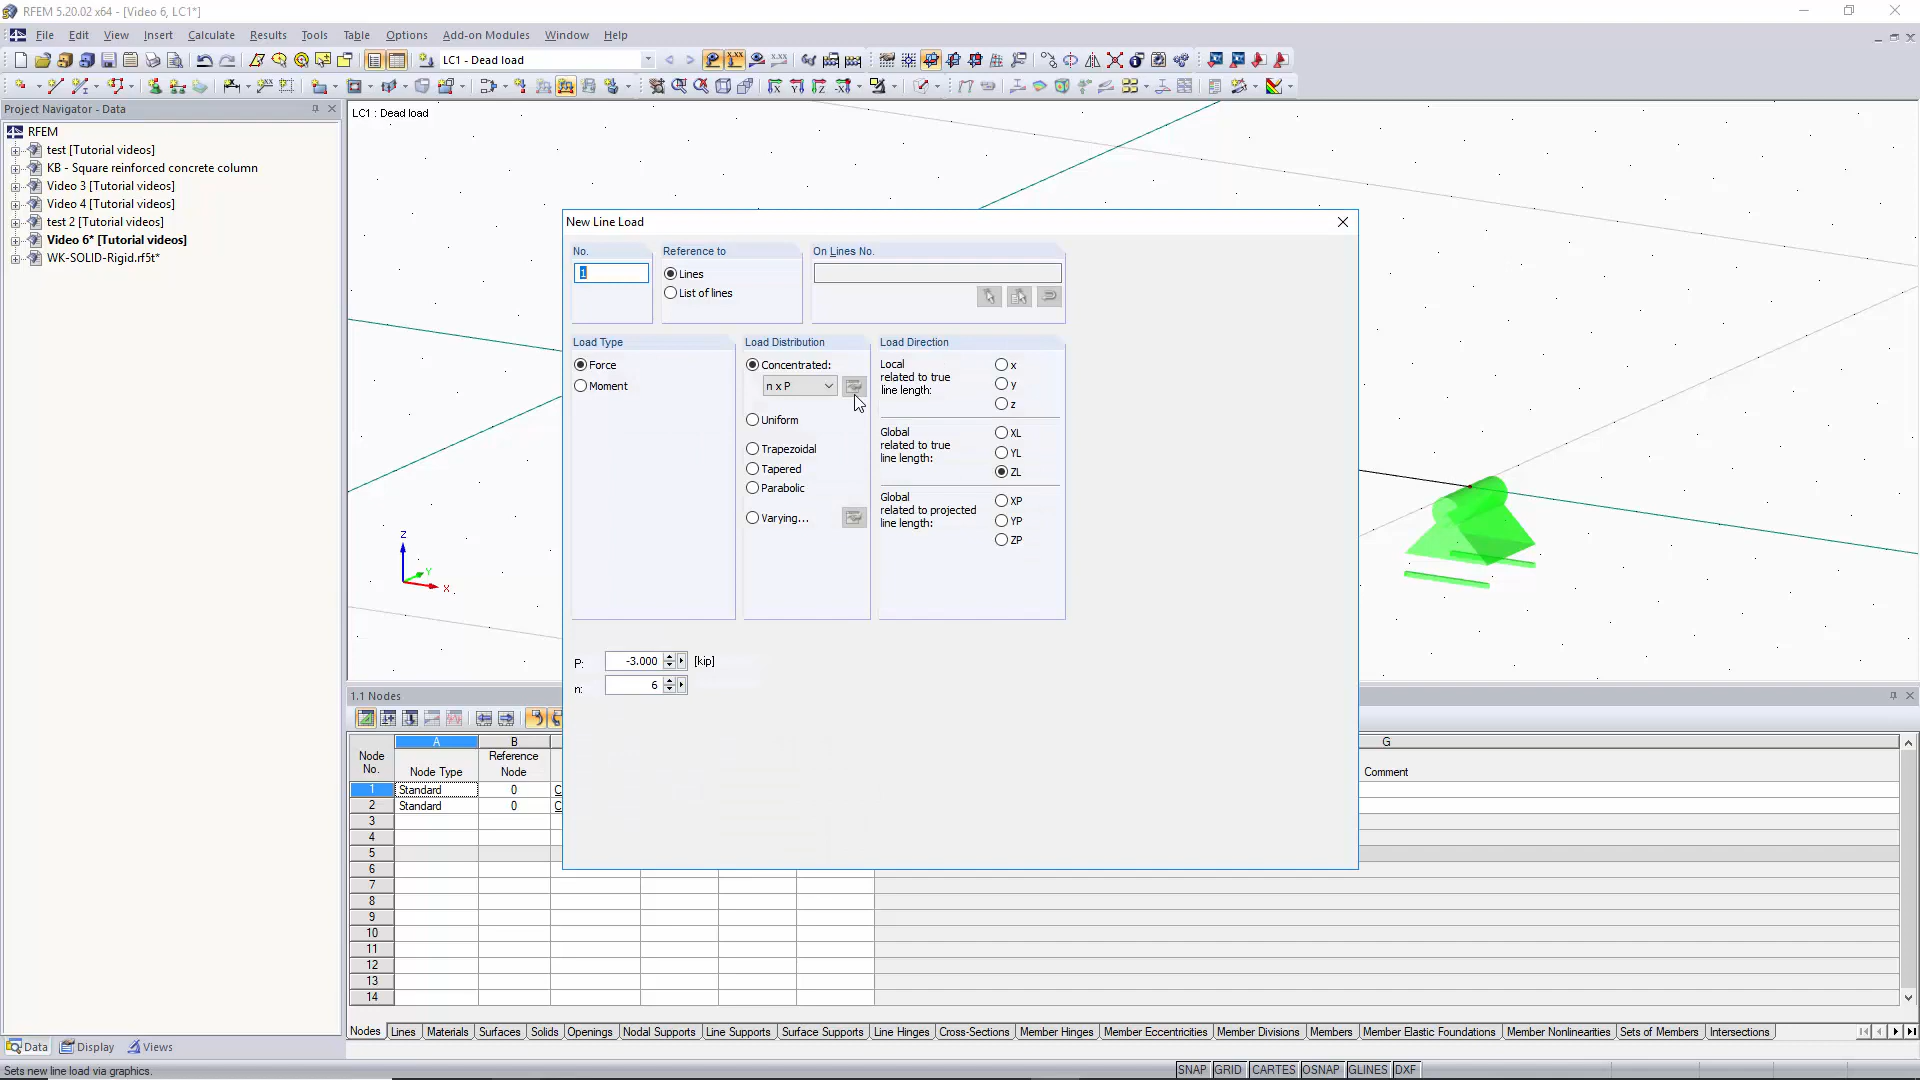 RFEM 5.20.02 x64 - [Video 6, LC1*]
File Edit View Insert Calculate Results Tools Table Options Add-on Modules Window Help
LC1 - Dead load
Project Navigator - Data
RFEM
test [Tutorial videos]
KB - Square reinforced concrete column
Video 3 [Tutorial videos]
Video 4 [Tutorial videos]
test 2 [Tutorial videos]
Video 6* [Tutorial videos]
WK-SOLID-Rigid.rf5t*
LC1 : Dead load
Z
Y
X
New Line Load
No.
1
Reference to
Lines
List of lines
On Lines No.
Load Type
Force
Moment
Load Distribution
Concentrated:
n x P
Uniform
Trapezoidal
Tapered
Parabolic
Varying...
Load Direction
Local
related to true
line length:
x
y
z
Global
related to true
line length:
XL
YL
ZL
Global
related to projected
line length:
XP
YP
ZP
P: -3.000 [kip]
n: 6
1.1 Nodes
A B G
Node
No.
Node Type
Reference
Node
Comment
1 Standard 0 C
2 Standard 0 C
3
4
5
6
7
8
9
10
11
12
13
14
Nodes Lines Materials Surfaces Solids Openings Nodal Supports Line Supports Surface Supports Line Hinges Cross-Sections Member Hinges Member Eccentricities Member Divisions Members Member Elastic Foundations Member Nonlinearities Sets of Members Intersections
Data Display Views
Sets new line load via graphics.
SNAP GRID CARTES OSNAP GLINES DXF